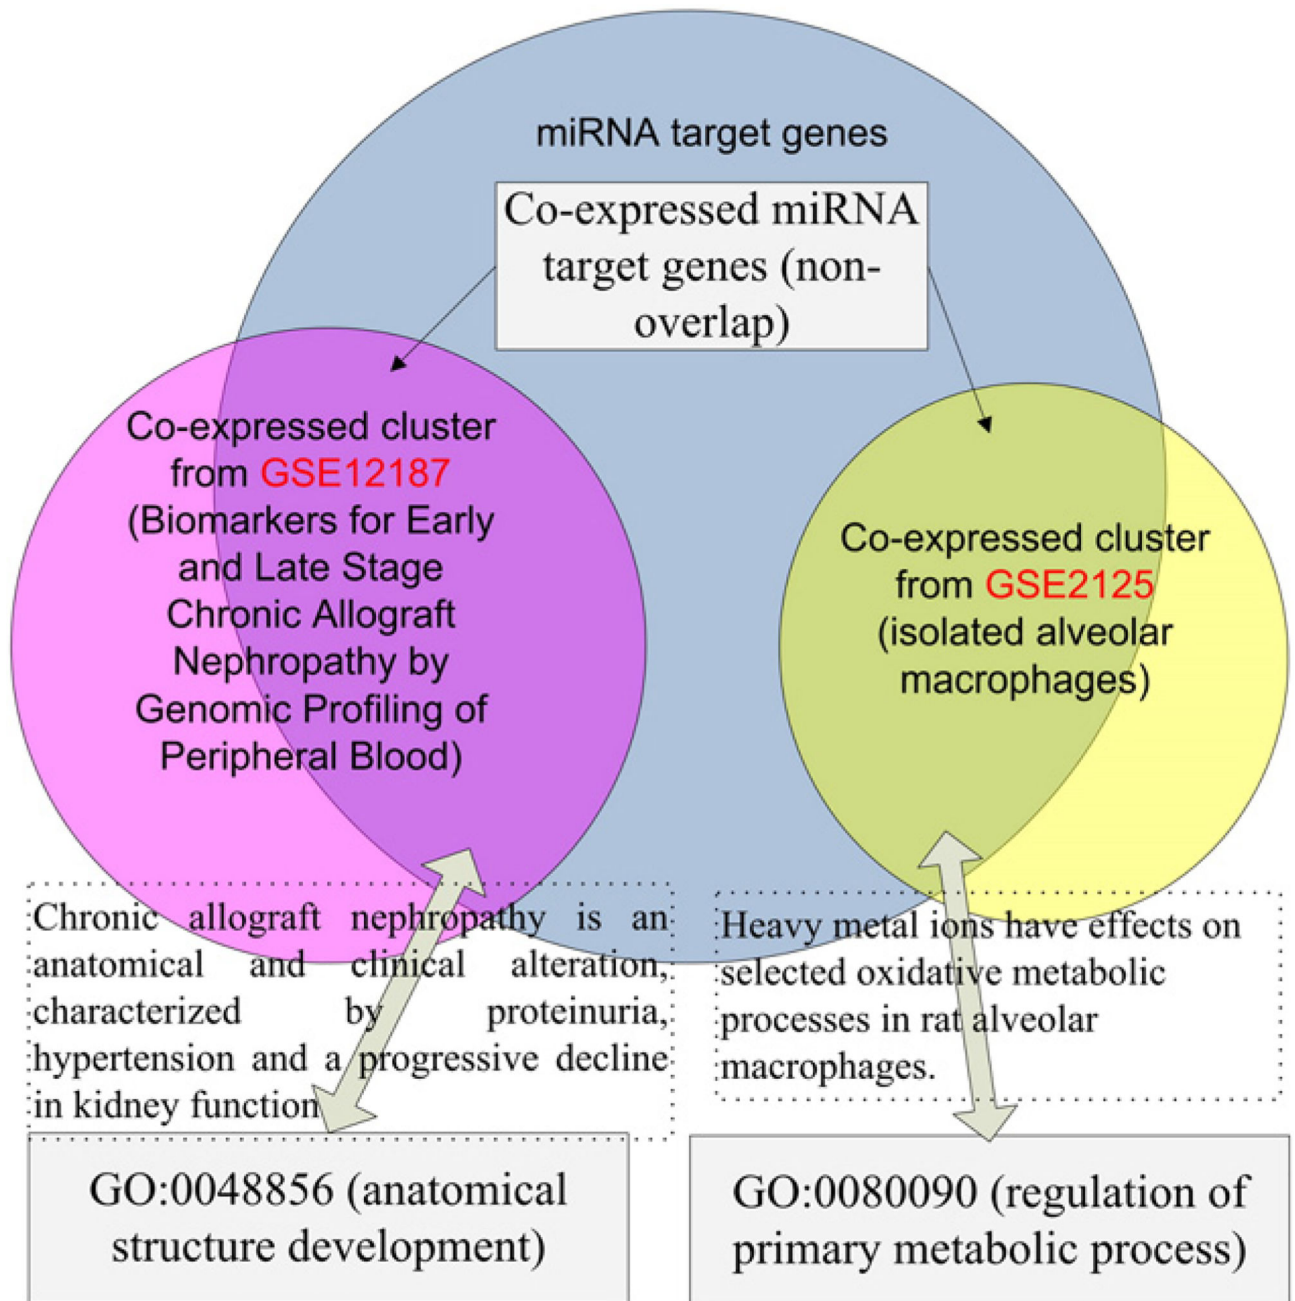 miRNA target genes
Co-expressed miRNA
target genes (non-
overlap)
Co-expressed cluster
from GSE12187
(Biomarkers for Early
and Late Stage
Chronic Allograft
Nephropathy by
Genomic Profiling of
Peripheral Blood)
Co-expressed cluster
from GSE2125
(isolated alveolar
macrophages)
Chronic allograft nephropathy is an
anatomical and clinical alteration,
characterized by proteinuria,
hypertension and a progressive decline
in kidney function
Heavy metal ions have effects on
selected oxidative metabolic
processes in rat alveolar
macrophages.
GO:0048856 (anatomical
structure development)
GO:0080090 (regulation of
primary metabolic process)